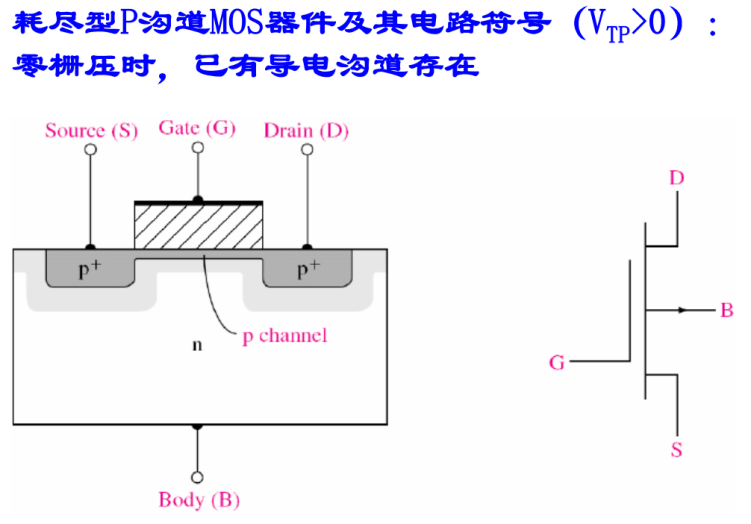 耗尽型P沟道MOS器件及其电路符号（VTP>0）：
零栅压时，已有导电沟道存在
Source (S) Gate (G) Drain (D)
D
p+ p+
B
p channel
n
G
S
Body (B)